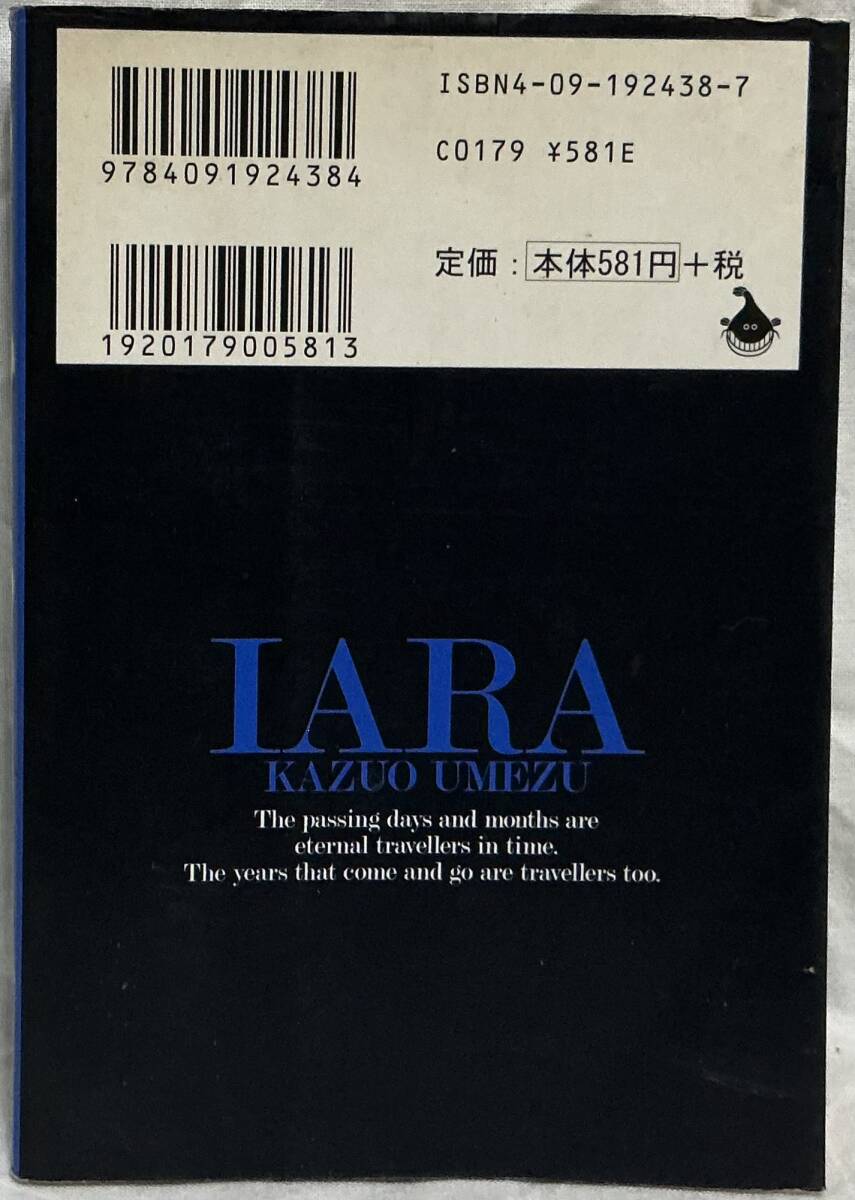 ISBN4-09-192438-7
9784091924384
C0179 ¥581E
定価：本体581円+税
1920179005813
IARA
KAZUO UMEZU
The passing days and months are
eternal travellers in time.
The years that come and go are travellers too.